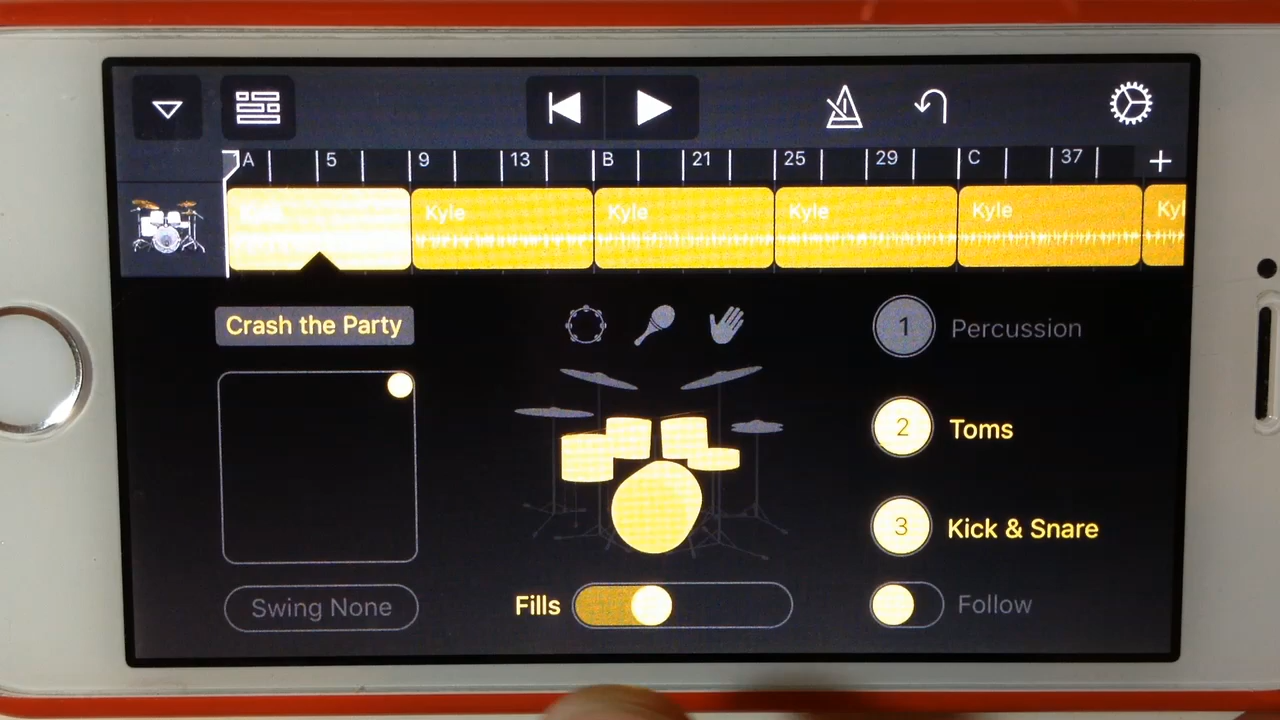 A 5 9 13 B 21 25 29 C 37
Kyle Kyle Kyle Kyle Kyle
Crash the Party
1 Percussion
2 Toms
3 Kick & Snare
Swing None
Fills
Follow